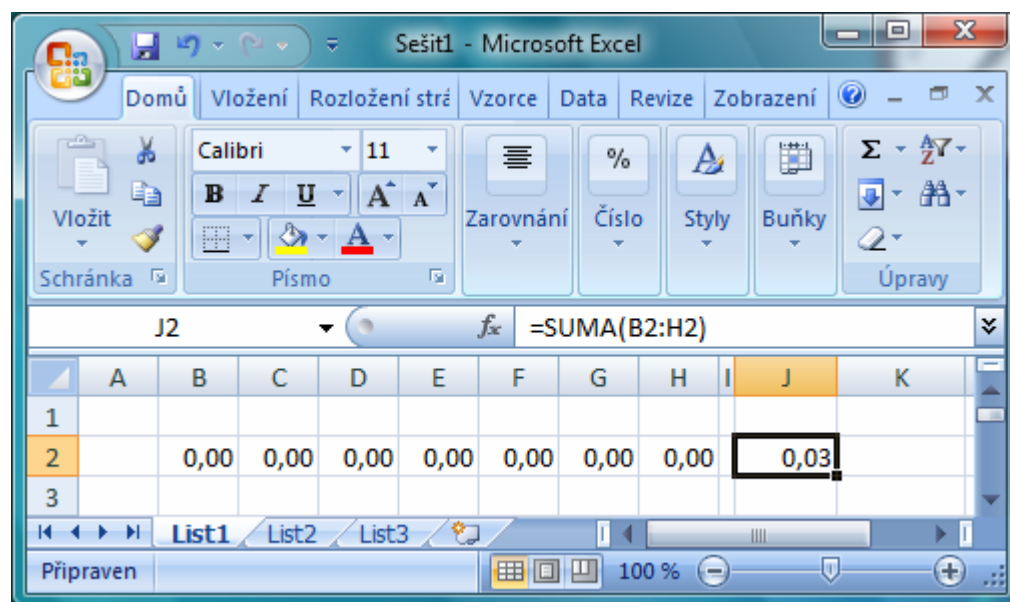 Sešit1 - Microsoft Excel
Domů Vložení Rozložení strá Vzorce Data Revize Zobrazení
Calibri 11
B I U A A
Vložit A Zarovnání % Číslo Styly Buňky Σ
Schránka Písmo Úpravy
J2 fx =SUMA(B2:H2)
A B C D E F G H I J K
1
2 0,00 0,00 0,00 0,00 0,00 0,00 0,00 0,03
3
List1 List2 List3
Připraven 100 %